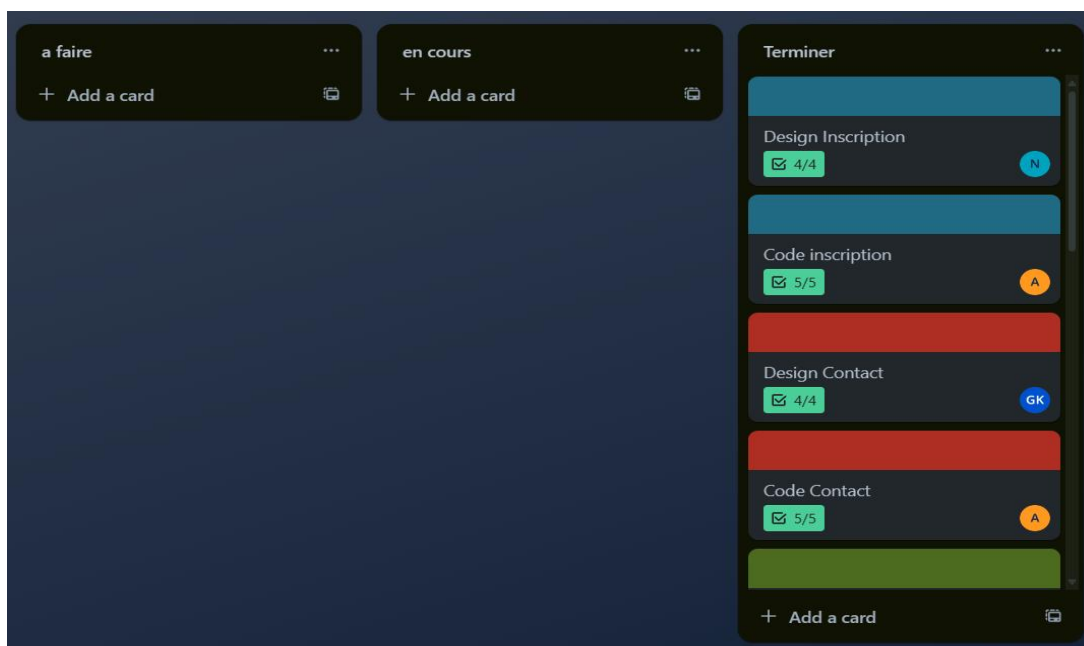 a faire
Add a card
en cours
Add a card
Terminer
Design Inscription
4/4
N
Code inscription
5/5
A
Design Contact
4/4
GK
Code Contact
5/5
A
Add a card